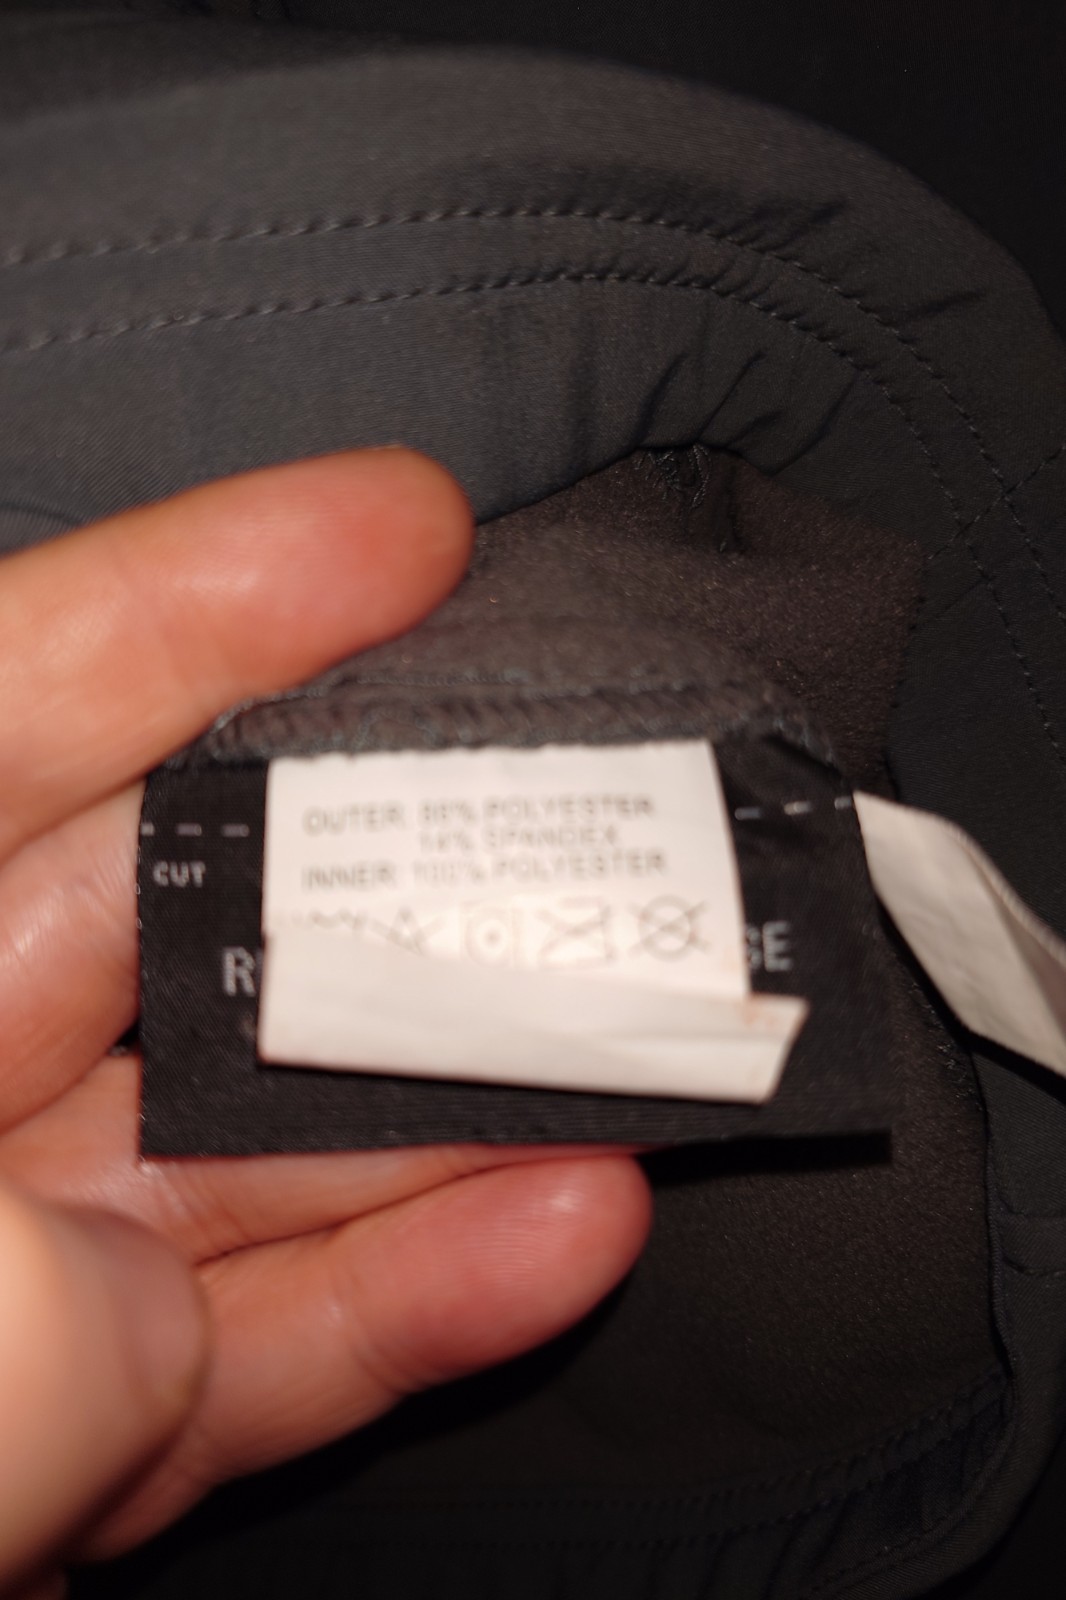 OUTER: 86% POLYESTER
14% SPANDEX
INNER: 100% POLYESTER
CUT